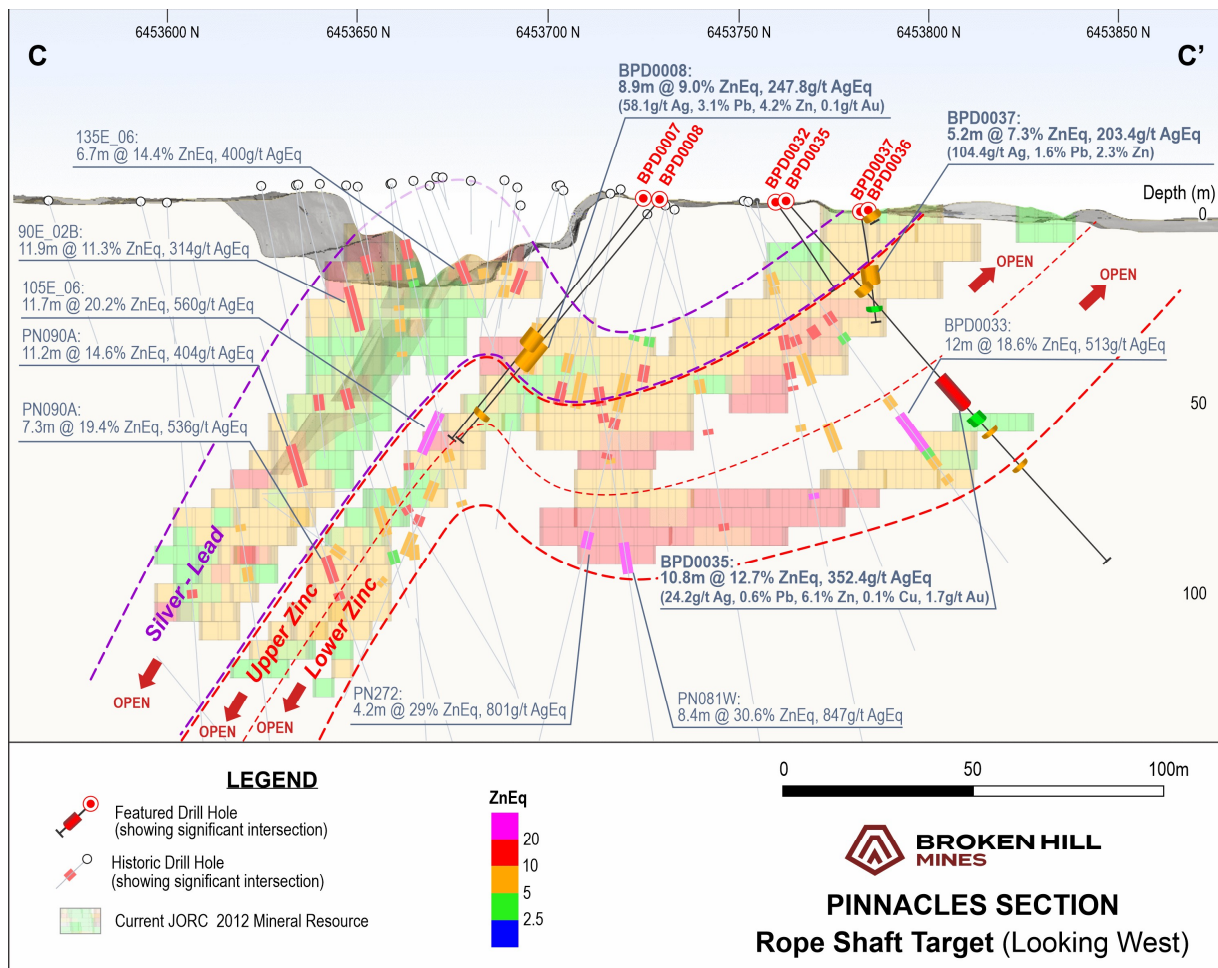 6453600 N
6453650 N
6453700 N
6453750 N
6453800 N
6453850 N
C
C'
BPD0008:
8.9m @ 9.0% ZnEq, 247.8g/t AgEq
(58.1g/t Ag, 3.1% Pb, 4.2% Zn, 0.1g/t Au)
BPD0037:
5.2m @ 7.3% ZnEq, 203.4g/t AgEq
(104.4g/t Ag, 1.6% Pb, 2.3% Zn)
135E_06:
6.7m @ 14.4% ZnEq, 400g/t AgEq
BPD0007
BPD0008
BPD0032
BPD0035
BPD0037
BPD0036
Depth (m)
0
90E_02B:
11.9m @ 11.3% ZnEq, 314g/t AgEq
OPEN
OPEN
105E_06:
11.7m @ 20.2% ZnEq, 560g/t AgEq
BPD0033:
12m @ 18.6% ZnEq, 513g/t AgEq
PN090A:
11.2m @ 14.6% ZnEq, 404g/t AgEq
50
PN090A:
7.3m @ 19.4% ZnEq, 536g/t AgEq
BPD0035:
10.8m @ 12.7% ZnEq, 352.4g/t AgEq
(24.2g/t Ag, 0.6% Pb, 6.1% Zn, 0.1% Cu, 1.7g/t Au)
100
Silver - Lead
Upper Zinc
Lower Zinc
OPEN
OPEN
OPEN
PN272:
4.2m @ 29% ZnEq, 801g/t AgEq
PN081W:
8.4m @ 30.6% ZnEq, 847g/t AgEq
LEGEND
Featured Drill Hole
(showing significant intersection)
Historic Drill Hole
(showing significant intersection)
Current JORC 2012 Mineral Resource
ZnEq
20
10
5
2.5
0
50
100m
BROKEN HILL
MINES
PINNACLES SECTION
Rope Shaft Target (Looking West)